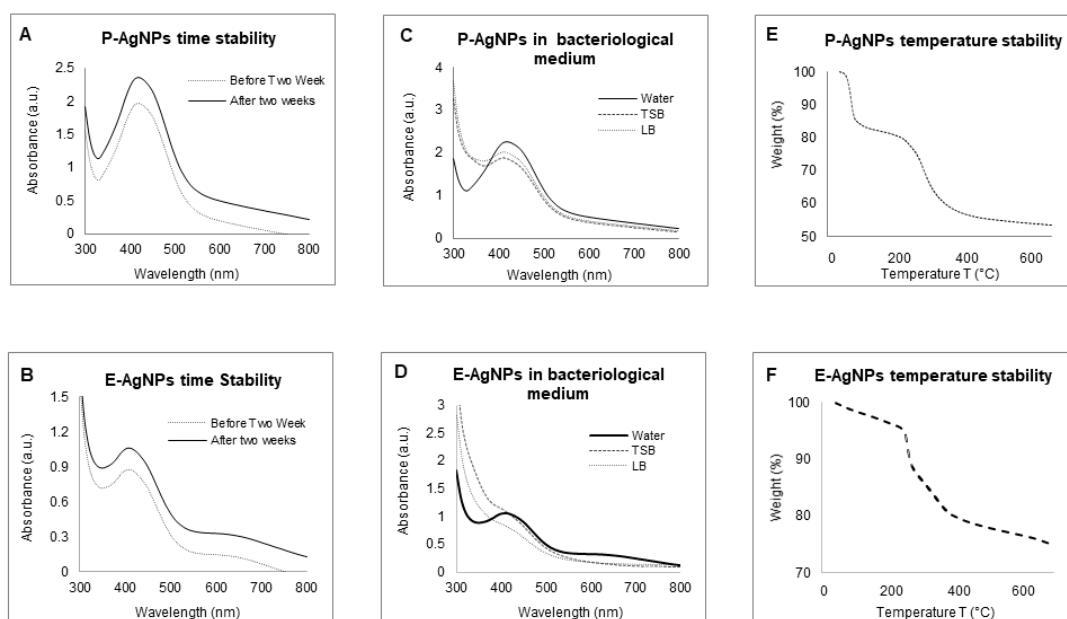 A
P-AgNPs time stability
2.5
2
1.5
1
0.5
0
Absorbance (a.u.)
Before Two Week
After two weeks
300 400 500 600 700 800
Wavelength (nm)
C
P-AgNPs in bacteriological
medium
4
3
2
1
0
Absorbance (a.u.)
Water
TSB
LB
300 400 500 600 700 800
Wavelength (nm)
E
P-AgNPs temperature stability
100
90
80
70
60
50
Weight (%)
0 200 400 600
Temperature T (°C)
B
E-AgNPs time Stability
1.5
1.2
0.9
0.6
0.3
0
Absorbance (a.u.)
Before Two Week
After two weeks
300 400 500 600 700 800
Wavelength (nm)
D
E-AgNPs in bacteriological
medium
3
2.5
2
1.5
1
0.5
0
Absorbance (a.u.)
Water
TSB
LB
300 400 500 600 700 800
Wavelength (nm)
F
E-AgNPs temperature stability
100
90
80
70
Weight (%)
0 200 400 600
Temperature T (°C)